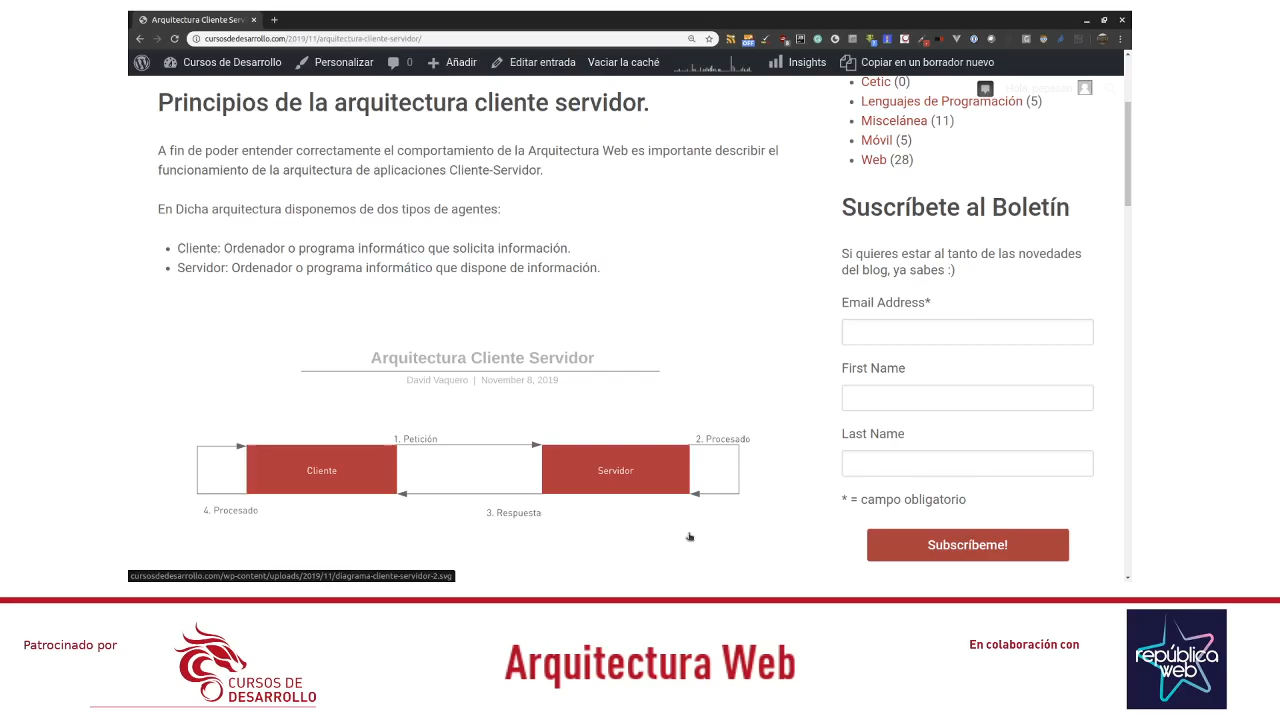 Arquitectura Cliente Serv
cursosdedesarrollo.com/2019/11/arquitectura-cliente-servidor/
Cursos de Desarrollo
Personalizar
0
Añadir
Editar entrada
Vaciar la caché
Insights
Copiar en un borrador nuevo
Hola, pepesan
Principios de la arquitectura cliente servidor.
A fin de poder entender correctamente el comportamiento de la Arquitectura Web es importante describir el
funcionamiento de la arquitectura de aplicaciones Cliente-Servidor.
En Dicha arquitectura disponemos de dos tipos de agentes:
Cliente: Ordenador o programa informático que solicita información.
Servidor: Ordenador o programa informático que dispone de información.
Arquitectura Cliente Servidor
David Vaquero | November 8, 2019
1. Petición
2. Procesado
Cliente
Servidor
4. Procesado
3. Respuesta
cursosdedesarrollo.com/wp-content/uploads/2019/11/diagrama-cliente-servidor-2.svg
Cetic (0)
Lenguajes de Programación (5)
Miscelánea (11)
Móvil (5)
Web (28)
Suscríbete al Boletín
Si quieres estar al tanto de las novedades
del blog, ya sabes :)
Email Address*
First Name
Last Name
* = campo obligatorio
Subscríbeme!
Patrocinado por
CURSOS DE
DESARROLLO
Arquitectura Web
En colaboración con
república
web